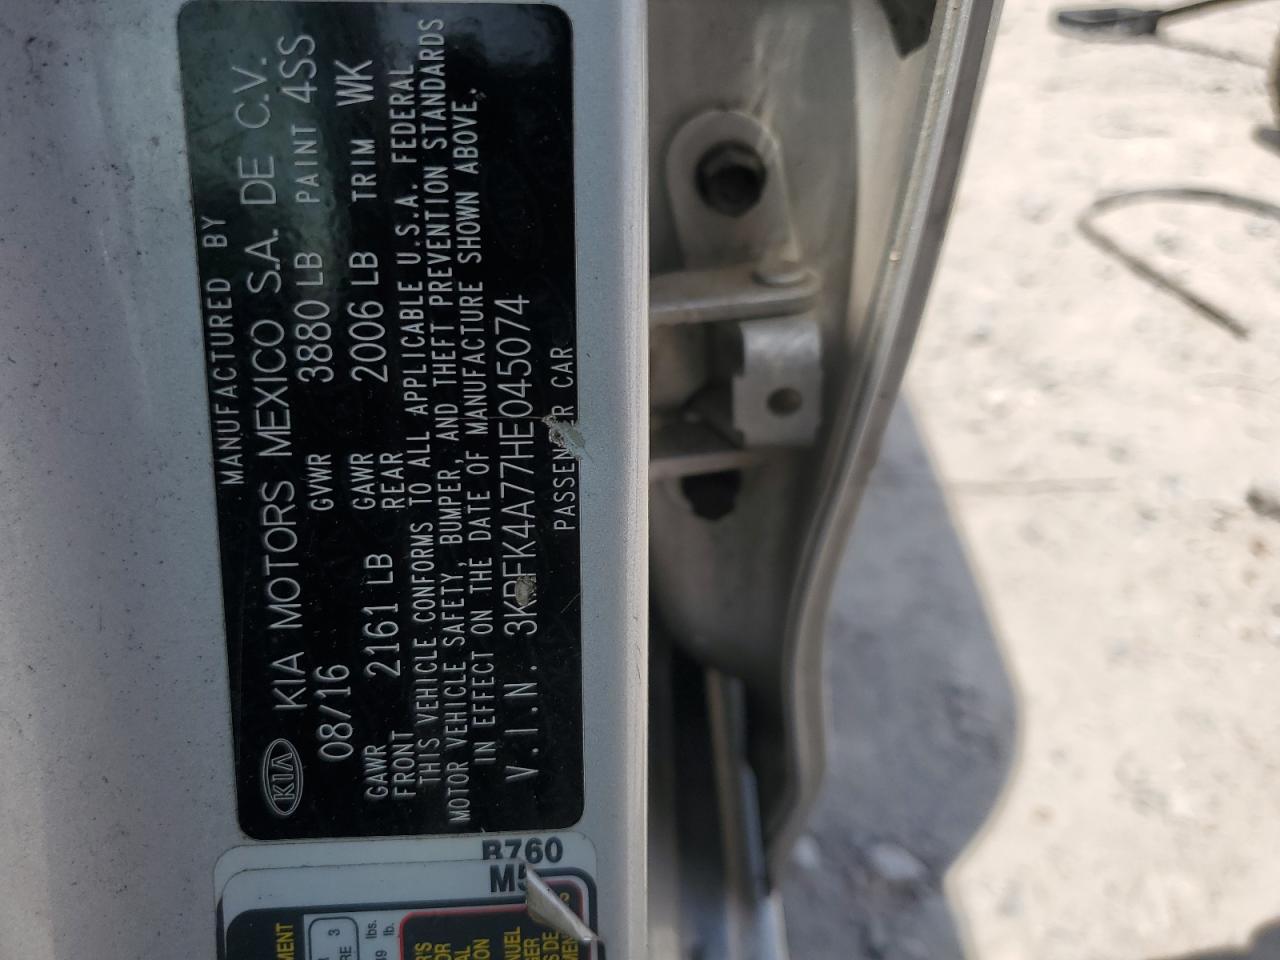 MANUFACTURED BY
KIA KIA MOTORS MEXICO S.A. DE C.V.
08/16 GVWR 3880 LB PAINT 4SS
GAWR FRONT 2161 LB GAWR REAR 2006 LB TRIM WK
THIS VEHICLE CONFORMS TO ALL APPLICABLE U.S.A. FEDERAL
MOTOR VEHICLE SAFETY, BUMPER, AND THEFT PREVENTION STANDARDS
IN EFFECT ON THE DATE OF MANUFACTURE SHOWN ABOVE.
V.I.N. 3KPFK4A77HE045074
PASSENGER CAR
B760